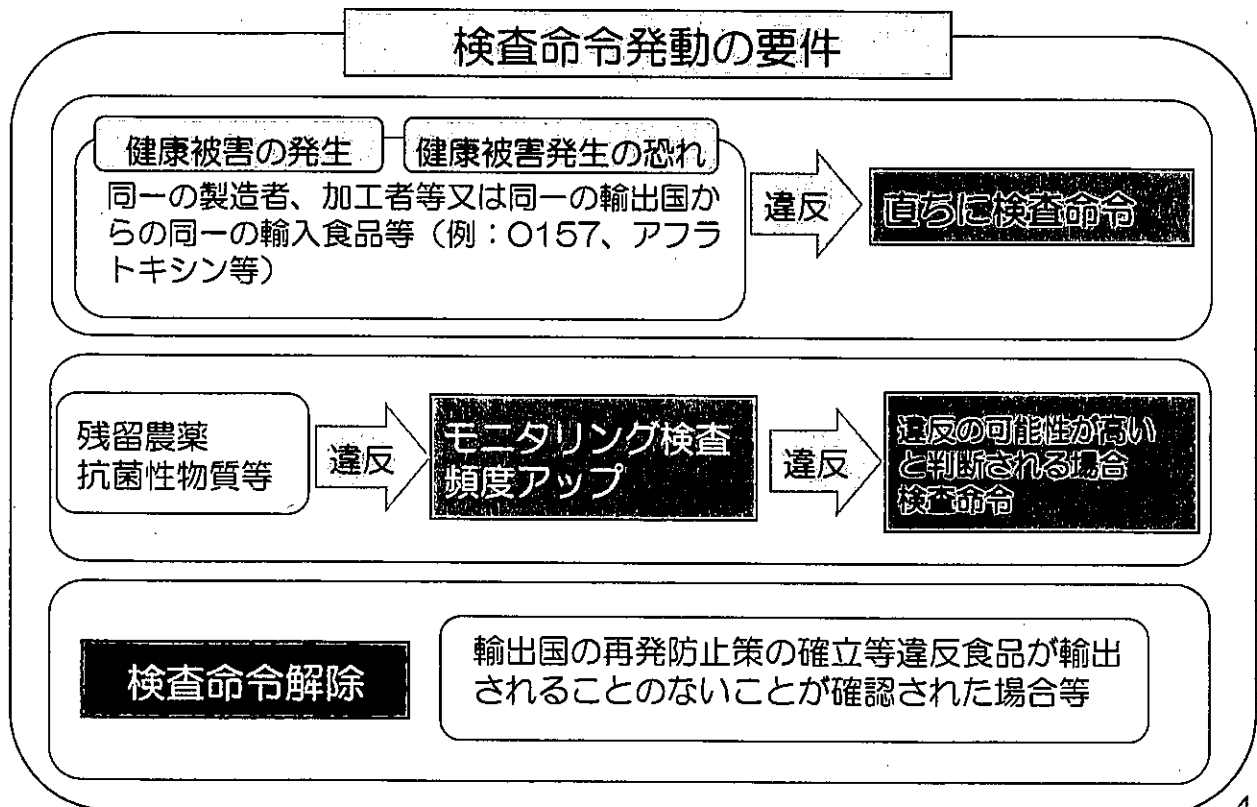 検査命令発動の要件
健康被害の発生
健康被害発生の恐れ
同一の製造者、加工者等又は同一の輸出国か
らの同一の輸入食品等（例：O157、アフラ
トキシン等）
違反
直ちに検査命令
残留農薬
抗菌性物質等
違反
モニタリング検査
頻度アップ
違反
違反の可能性が高い
と判断される場合
検査命令
検査命令解除
輸出国の再発防止策の確立等違反食品が輸出
されることのないことが確認された場合等